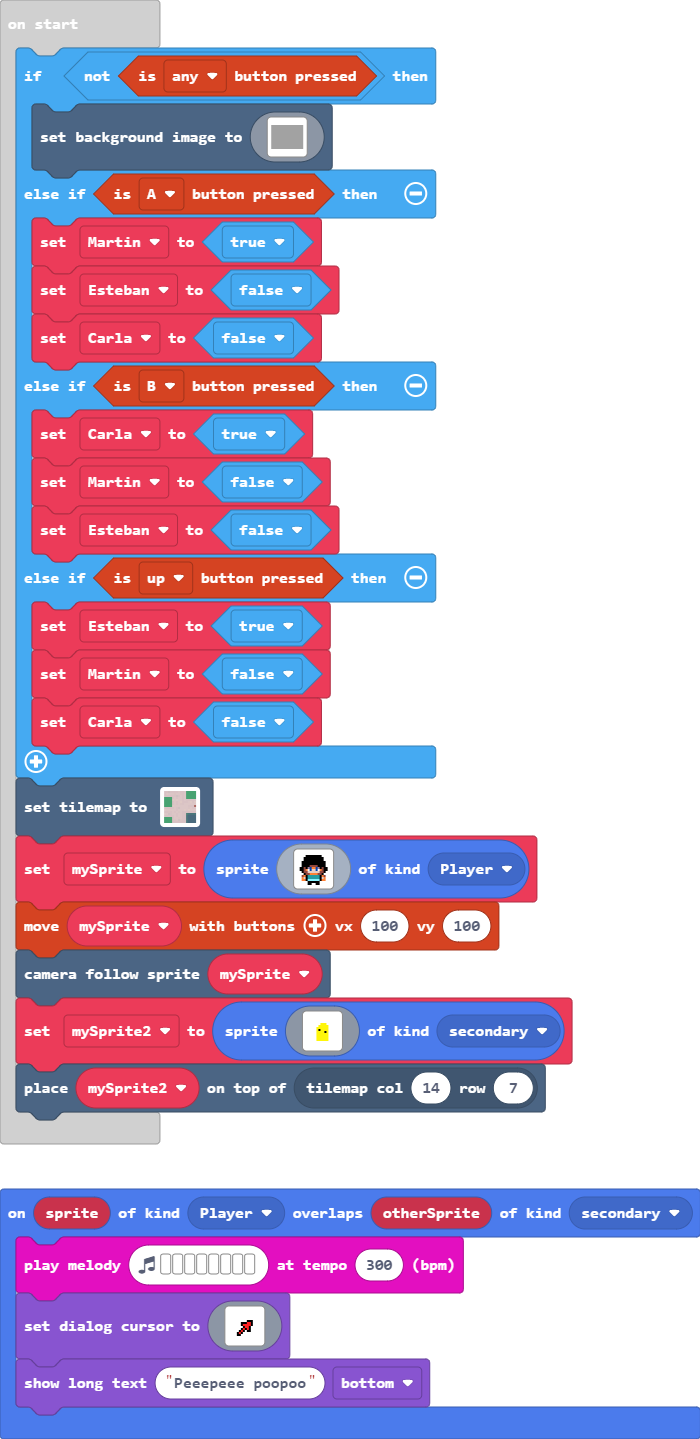 on start
if not is any button pressed then
set background image to
else if is A button pressed then
set Martin to true
set Esteban to false
set Carla to false
else if is B button pressed then
set Carla to true
set Martin to false
set Esteban to false
else if is up button pressed then
set Esteban to true
set Martin to false
set Carla to false
set tilemap to
set mySprite to sprite of kind Player
move mySprite with buttons vx 100 vy 100
camera follow sprite mySprite
set mySprite2 to sprite of kind secondary
place mySprite2 on top of tilemap col 14 row 7
on sprite of kind Player overlaps otherSprite of kind secondary
play melody at tempo 300 (bpm)
set dialog cursor to
show long text "Peeepeee poopoo" bottom